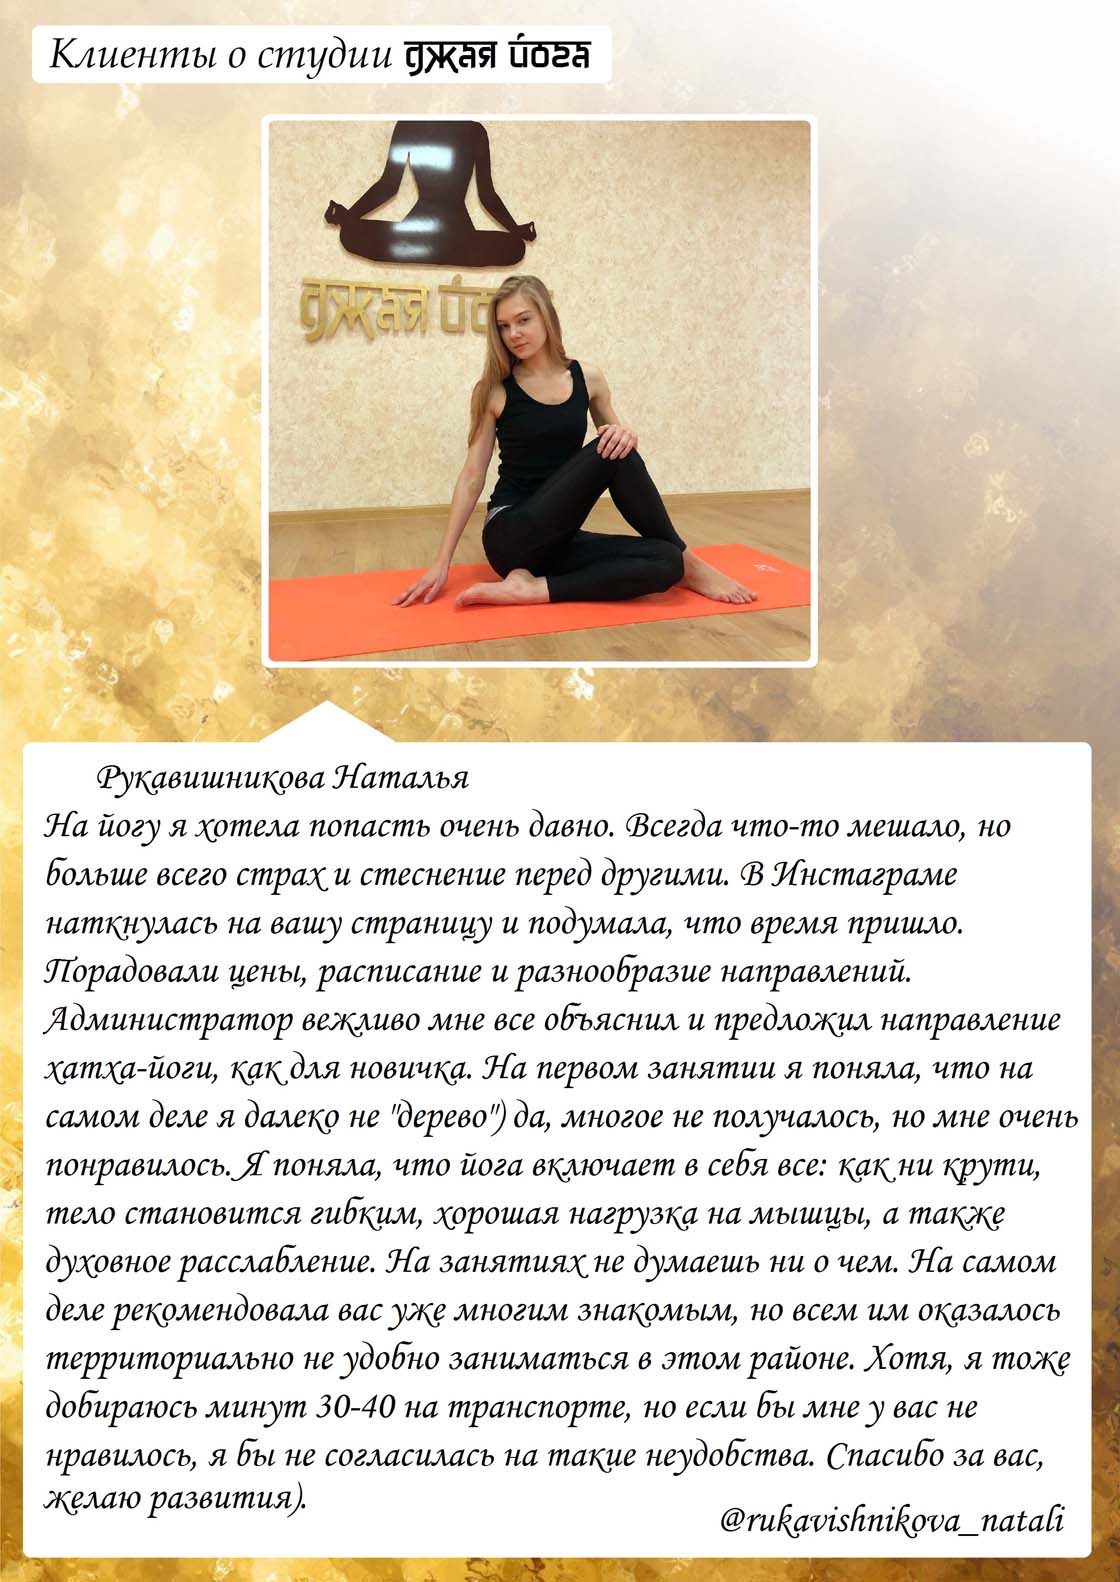 Клиенты о студии джая йога
джая йо
Рукавишникова Наталья
На йогу я хотела попасть очень давно. Всегда что-то мешало, но
больше всего страх и стеснение перед другими. В Инстаграме
наткнулась на вашу страницу и подумала, что время пришло.
Порадовали цены, расписание и разнообразие направлений.
Администратор вежливо мне все объяснил и предложил направление
хатха-йоги, как для новичка. На первом занятии я поняла, что на
самом деле я далеко не "дерево") да, многое не получалось, но мне очень
понравилось. Я поняла, что йога включает в себя все: как ни крути,
тело становится гибким, хорошая нагрузка на мышцы, а также
духовное расслабление. На занятиях не думаешь ни о чем. На самом
деле рекомендовала вас уже многим знакомым, но всем им оказалось
территориально не удобно заниматься в этом районе. Хотя, я тоже
добираюсь минут 30-40 на транспорте, но если бы мне у вас не
нравилось, я бы не согласилась на такие неудобства. Спасибо за вас,
желаю развития).
@rukavishnikova_natali